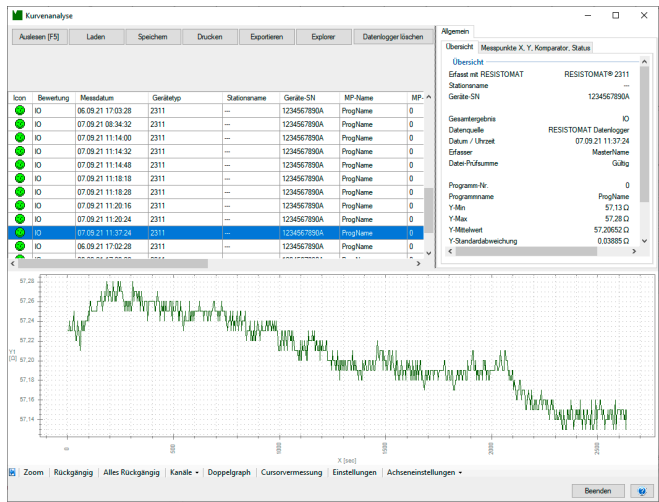 Kurvenanalyse
Auslesen [F5] Laden Speichern Drucken Exportieren Explorer Datenlogger löschen
Icon Bewertung Messdatum Gerätetyp Stationsname Geräte-SN MP-Name MP-
IO 06.09.21 17:03:28 2311 --- 1234567890A ProgName 0
IO 07.09.21 08:34:32 2311 --- 1234567890A ProgName 0
IO 07.09.21 11:14:00 2311 --- 1234567890A ProgName 0
IO 07.09.21 11:14:32 2311 --- 1234567890A ProgName 0
IO 07.09.21 11:14:48 2311 --- 1234567890A ProgName 0
IO 07.09.21 11:18:18 2311 --- 1234567890A ProgName 0
IO 07.09.21 11:18:28 2311 --- 1234567890A ProgName 0
IO 07.09.21 11:20:16 2311 --- 1234567890A ProgName 0
IO 07.09.21 11:20:24 2311 --- 1234567890A ProgName 0
IO 07.09.21 11:37:24 2311 --- 1234567890A ProgName 0
IO 06.09.21 17:02:28 2311 --- 1234567890A ProgName 0
Allgemein
Übersicht Messpunkte X, Y, Komparator, Status
Übersicht
Erfasst mit RESISTOMAT RESISTOMAT® 2311
Stationsname ---
Geräte-SN 1234567890A
Gesamtergebnis IO
Datenquelle RESISTOMAT Datenlogger
Datum / Uhrzeit 07.09.21 11:37:24
Erfasser MasterName
Datei-Prüfsumme Gültig
Programm-Nr. 0
Programmname ProgName
Y-Min 57,13 Ω
Y-Max 57,28 Ω
Y-Mittelwert 57,20652 Ω
Y-Standardabweichung 0,03885 Ω
57,28
57,26
57,24
57,22
57,20
57,18
57,16
57,14
Y1
[Ω]
0 500 1000 1500 2000 2500
X [sec]
Zoom Rückgängig Alles Rückgängig Kanäle Doppelgraph Cursorvermessung Einstellungen Achseneinstellungen
Beenden